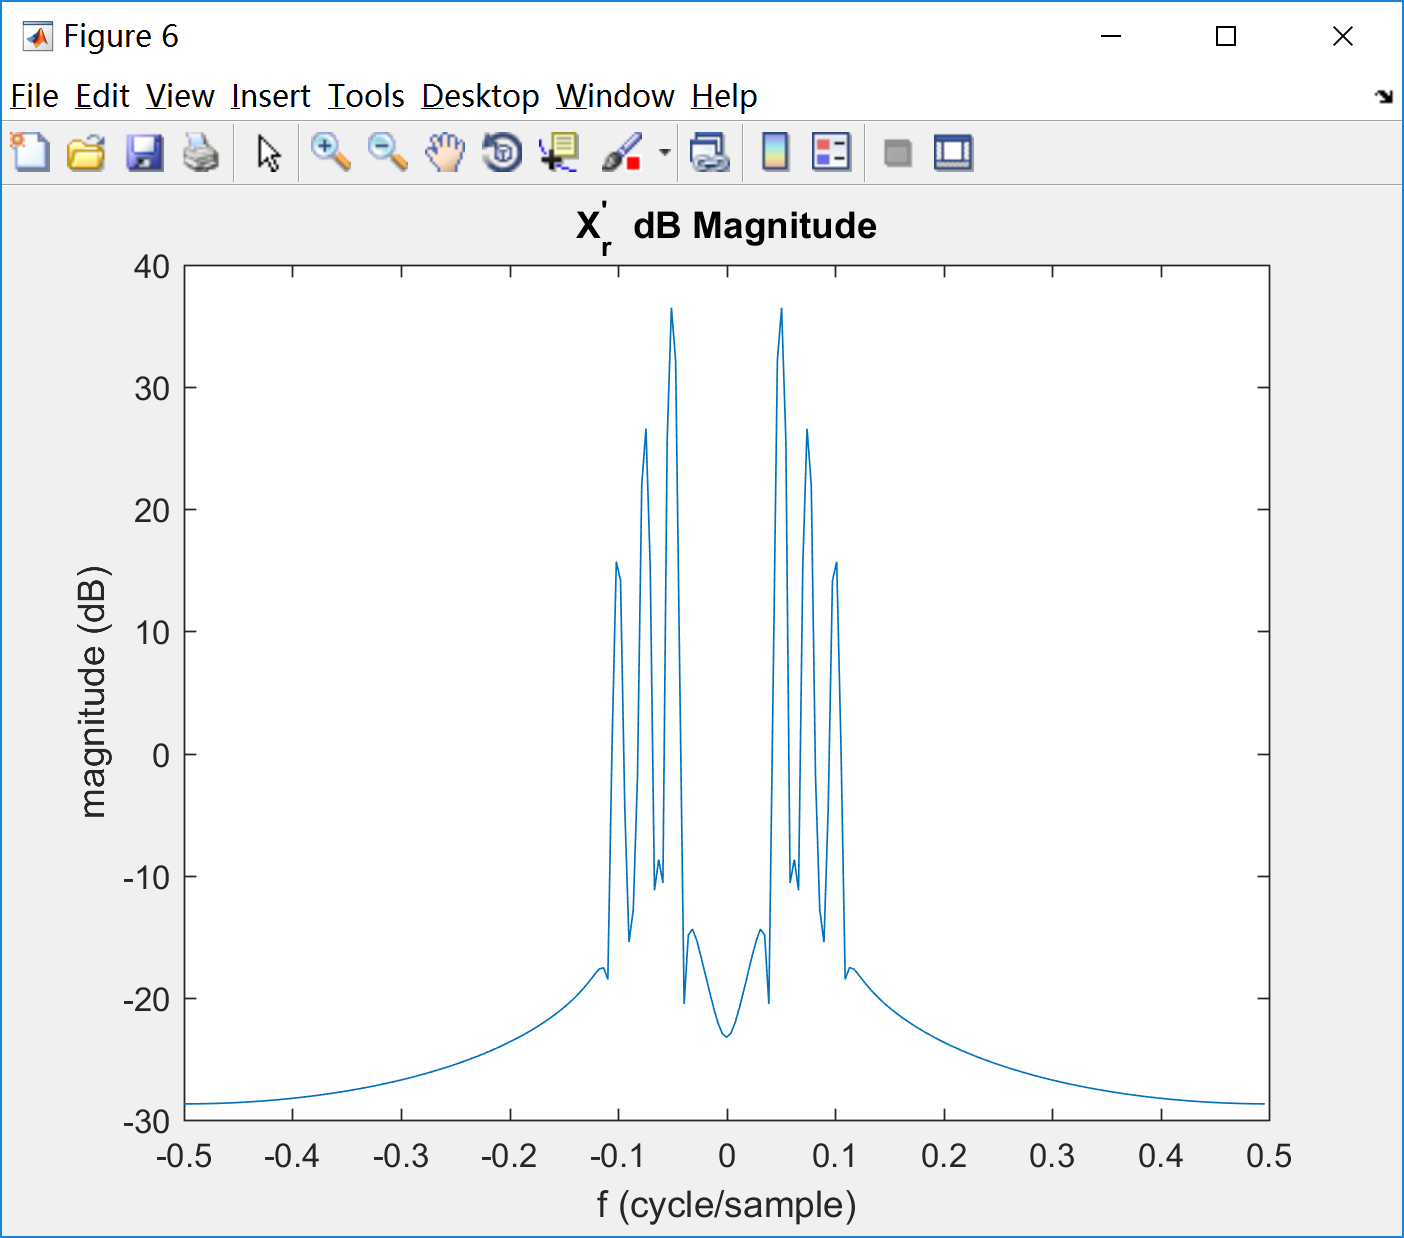 Figure 6
File Edit View Insert Tools Desktop Window Help
X'r dB Magnitude
40
30
20
10
0
-10
-20
-30
magnitude (dB)
-0.5 -0.4 -0.3 -0.2 -0.1 0 0.1 0.2 0.3 0.4 0.5
f (cycle/sample)